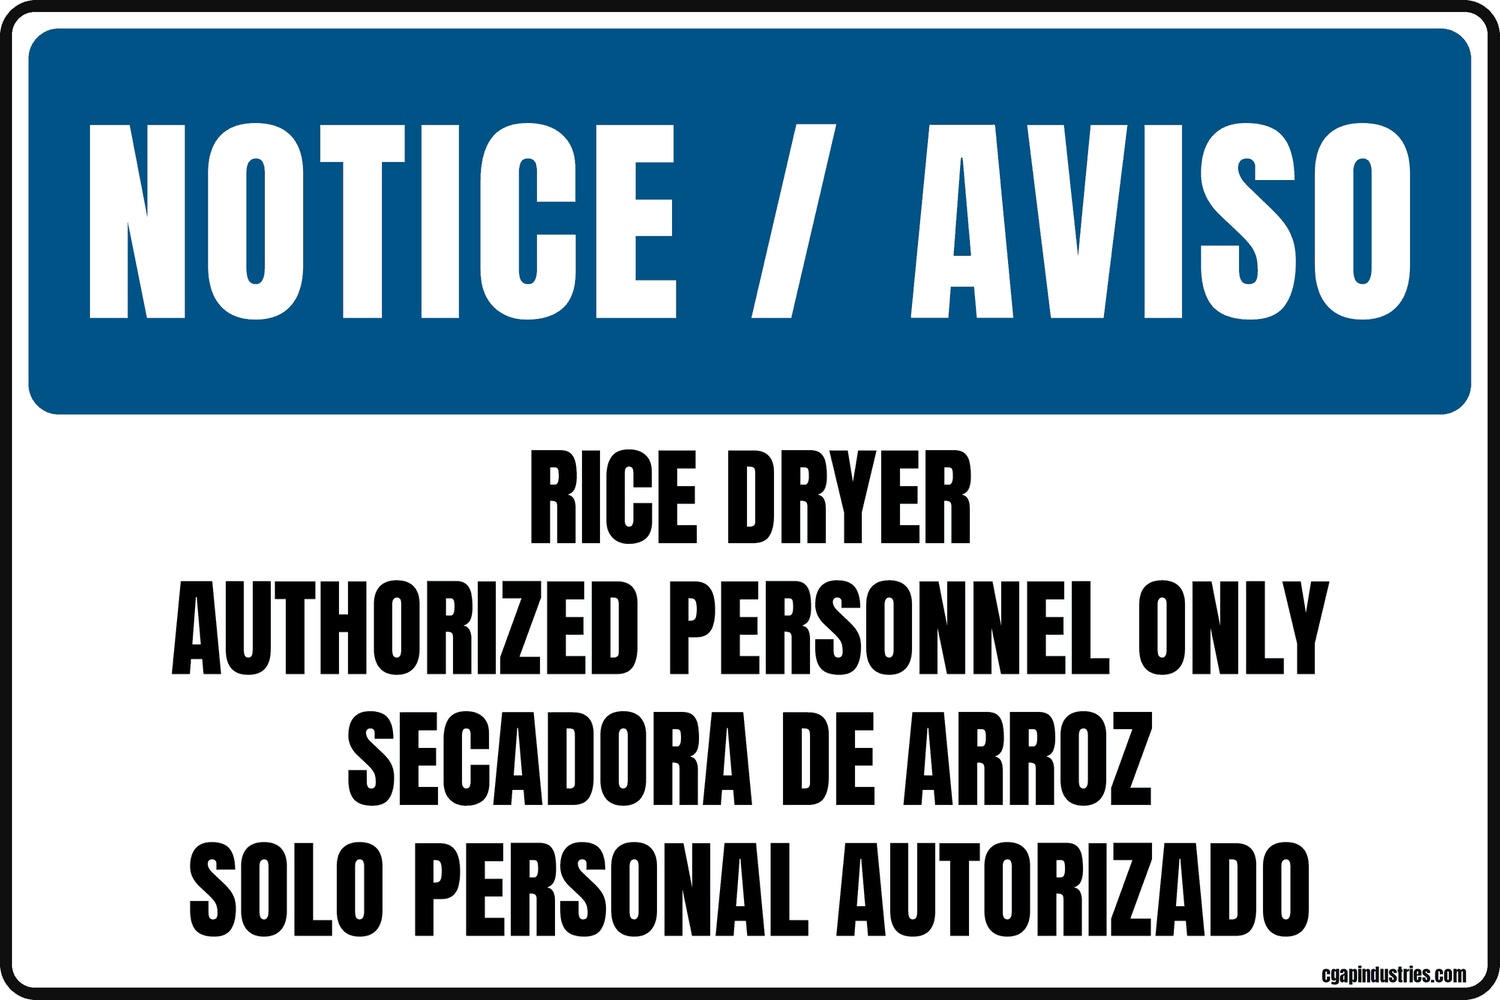 NOTICE / AVISO
RICE DRYER
AUTHORIZED PERSONNEL ONLY
SECADORA DE ARROZ
SOLO PERSONAL AUTORIZADO
cgapindustries.com